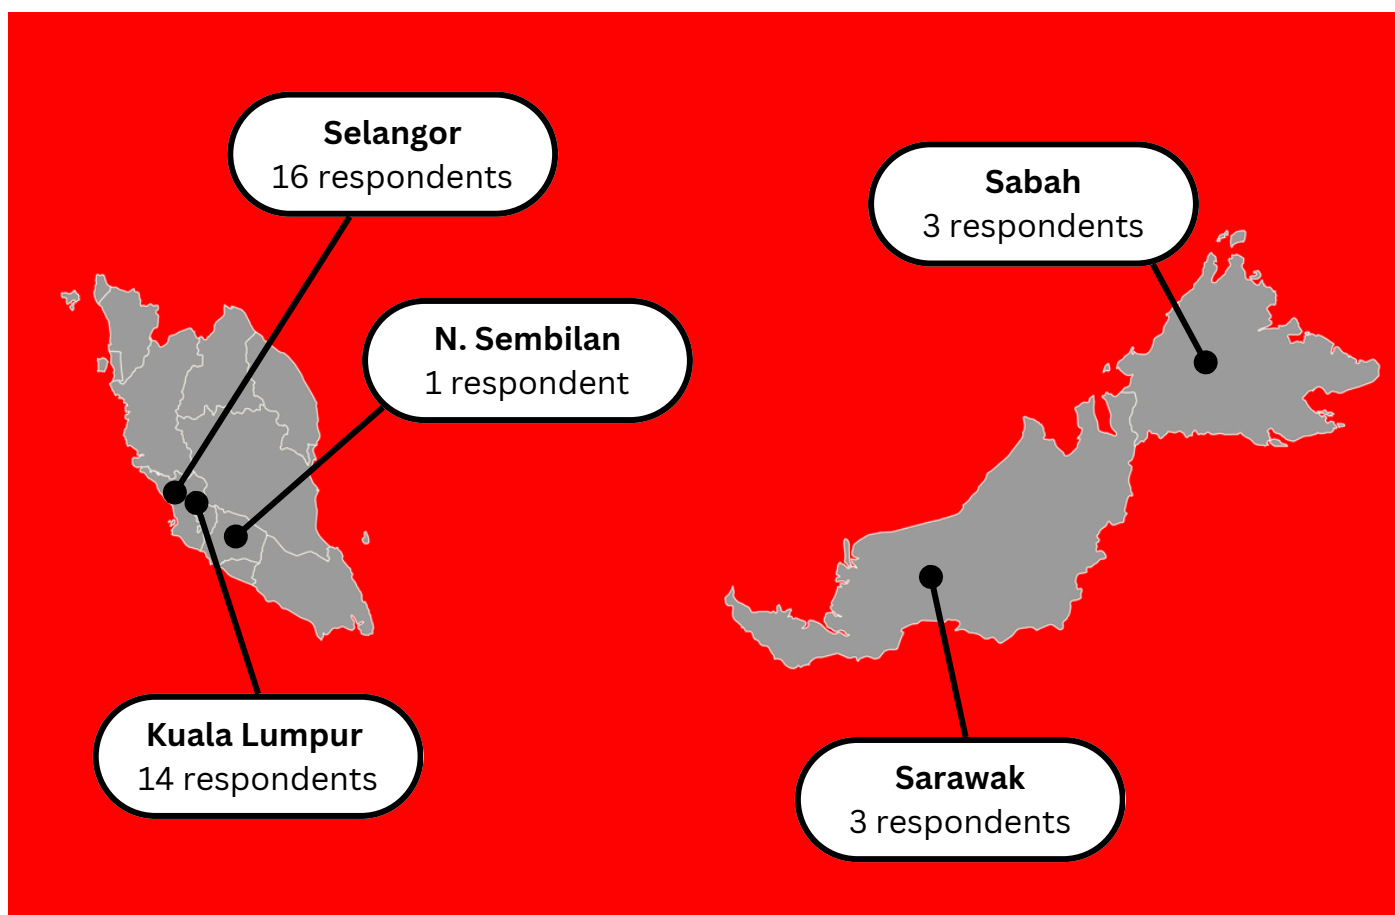 Selangor
16 respondents
Sabah
3 respondents
N. Sembilan
1 respondent
Kuala Lumpur
14 respondents
Sarawak
3 respondents